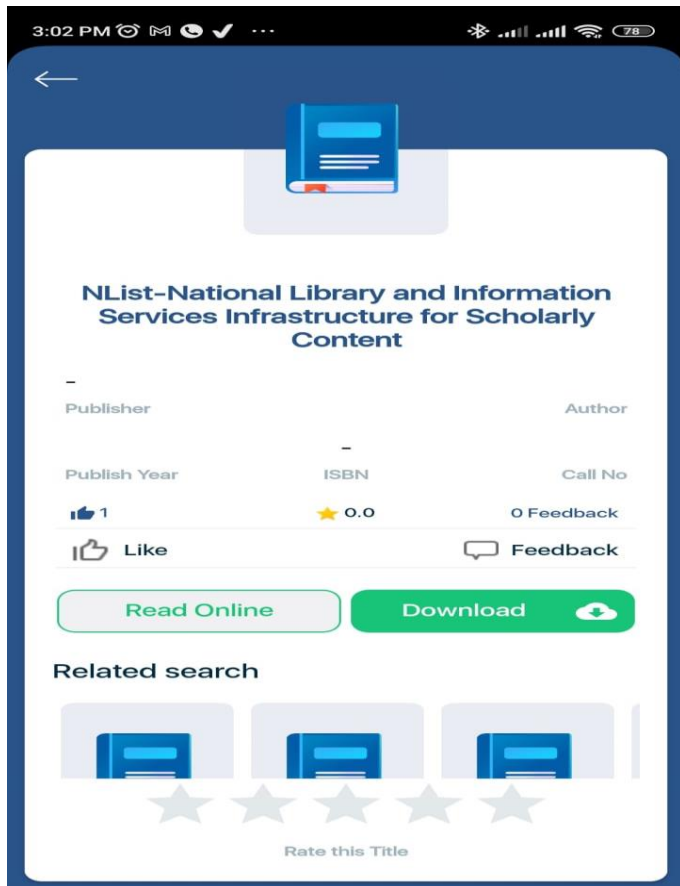 3:02 PM ... 78
NList-National Library and Information
Services Infrastructure for Scholarly
Content
-
Publisher Author
-
Publish Year ISBN Call No
1 0.0 0 Feedback
Like Feedback
Read Online Download
Related search
Rate this Title